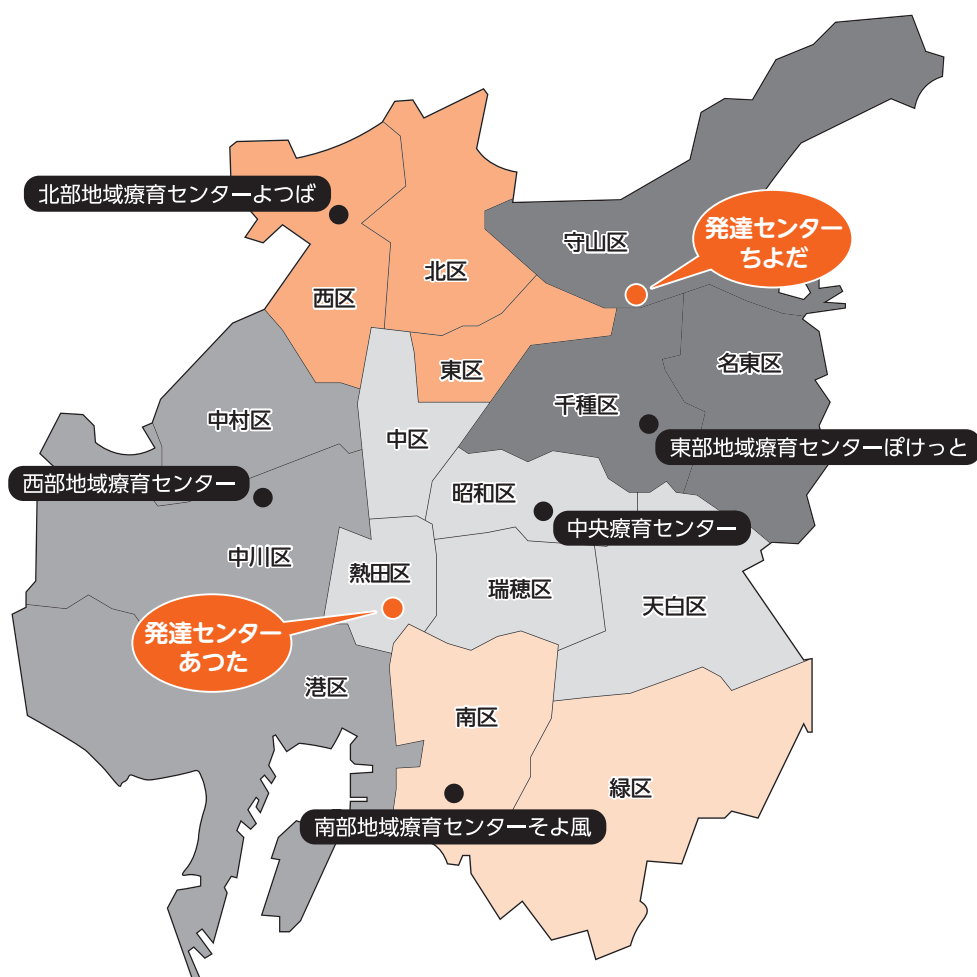 北部地域療育センターよつば
守山区
発達センター
ちよだ
北区
西区
東区
名東区
千種区
中村区
中区
東部地域療育センターぽけっと
西部地域療育センター
昭和区
中央療育センター
中川区
熱田区
瑞穂区
天白区
発達センター
あつた
港区
南区
緑区
南部地域療育センターそよ風